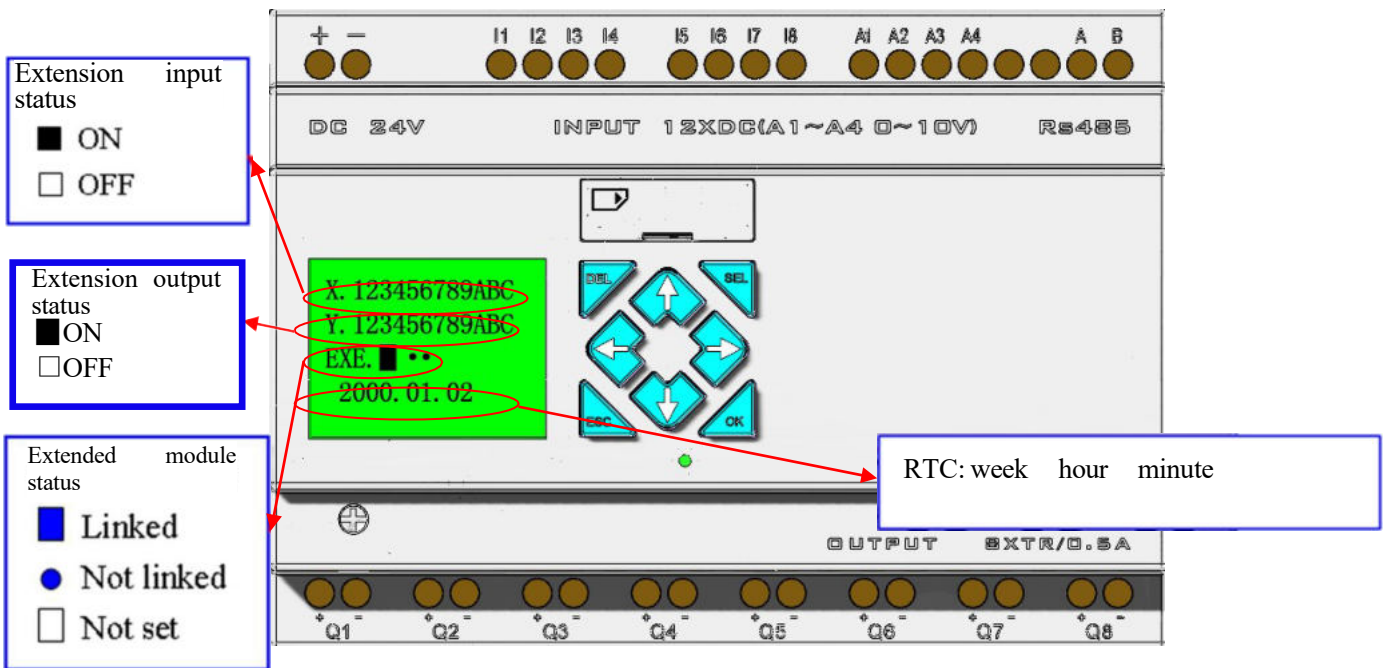 + − I1 I2 I3 I4 I5 I6 I7 I8 A1 A2 A3 A4 A B
DC 24V INPUT 12XDC(A1~A4 0~10V) Rs485
Extension input
status
■ ON
□ OFF
Extension output
status
■ON
□OFF
Extended module
status
Linked
Not linked
Not set
X. 123456789ABC
Y. 123456789ABC
EXE. ■ ••
2000. 01. 02
DEL
SEL
ESC
OK
RTC: week hour minute
OUTPUT 8XTR/0.5A
+ - + - + - + - + - + - + - + -
Q1 Q2 Q3 Q4 Q5 Q6 Q7 Q8